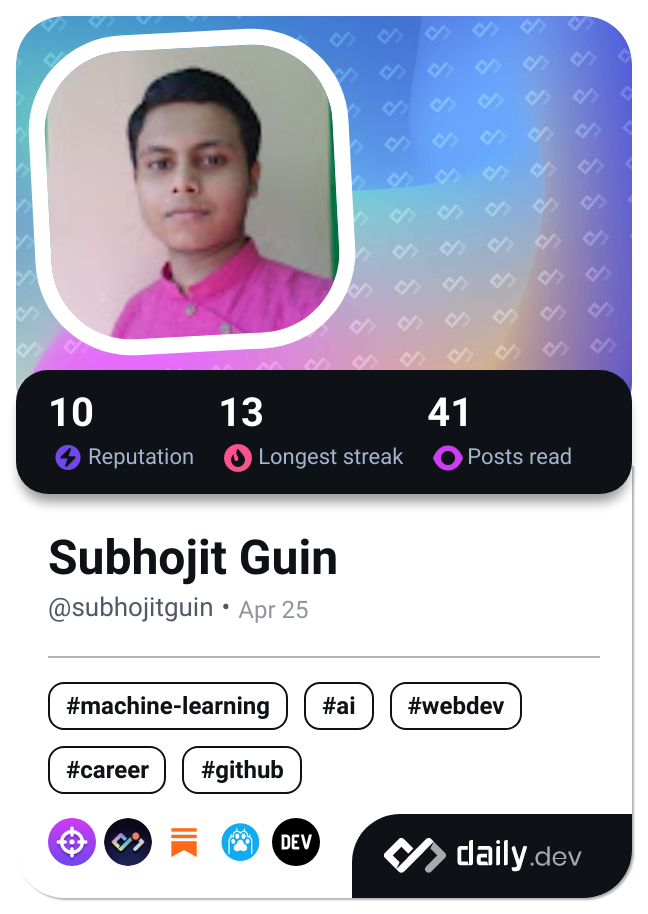 10 13 41
Reputation Longest streak Posts read
Subhojit Guin
@subhojitguin • Apr 25
#machine-learning #ai #webdev
#career #github
DEV
daily.dev